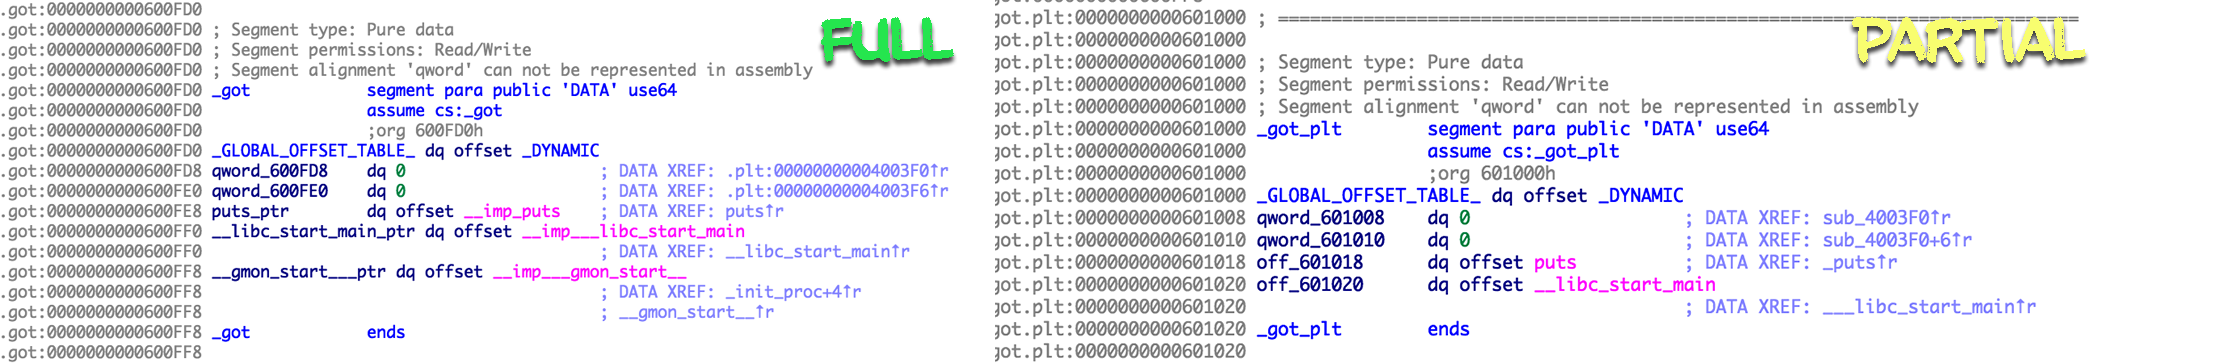 .got:0000000000600FD0
.got:0000000000600FD0 ; Segment type: Pure data
.got:0000000000600FD0 ; Segment permissions: Read/Write
.got:0000000000600FD0 ; Segment alignment 'qword' can not be represented in assembly
.got:0000000000600FD0 _got segment para public 'DATA' use64
.got:0000000000600FD0 assume cs:_got
.got:0000000000600FD0 ;org 600FD0h
.got:0000000000600FD0 _GLOBAL_OFFSET_TABLE_ dq offset _DYNAMIC
.got:0000000000600FD8 qword_600FD8 dq 0 ; DATA XREF: .plt:00000000004003F0↑r
.got:0000000000600FE0 qword_600FE0 dq 0 ; DATA XREF: .plt:00000000004003F6↑r
.got:0000000000600FE8 puts_ptr dq offset __imp_puts ; DATA XREF: puts↑r
.got:0000000000600FF0 __libc_start_main_ptr dq offset __imp___libc_start_main
.got:0000000000600FF0 ; DATA XREF: __libc_start_main↑r
.got:0000000000600FF8 __gmon_start___ptr dq offset __imp___gmon_start__
.got:0000000000600FF8 ; DATA XREF: _init_proc+4↑r
.got:0000000000600FF8 ; __gmon_start__↑r
.got:0000000000600FF8 _got ends
.got:0000000000600FF8
FULL
got.plt:0000000000601000 ; ===========================================================================
got.plt:0000000000601000
got.plt:0000000000601000 ; Segment type: Pure data
got.plt:0000000000601000 ; Segment permissions: Read/Write
got.plt:0000000000601000 ; Segment alignment 'qword' can not be represented in assembly
got.plt:0000000000601000 _got_plt segment para public 'DATA' use64
got.plt:0000000000601000 assume cs:_got_plt
got.plt:0000000000601000 ;org 601000h
got.plt:0000000000601000 _GLOBAL_OFFSET_TABLE_ dq offset _DYNAMIC
got.plt:0000000000601008 qword_601008 dq 0 ; DATA XREF: sub_4003F0↑r
got.plt:0000000000601010 qword_601010 dq 0 ; DATA XREF: sub_4003F0+6↑r
got.plt:0000000000601018 off_601018 dq offset puts ; DATA XREF: _puts↑r
got.plt:0000000000601020 off_601020 dq offset __libc_start_main
got.plt:0000000000601020 ; DATA XREF: ___libc_start_main↑r
got.plt:0000000000601020 _got_plt ends
got.plt:0000000000601020
PARTIAL